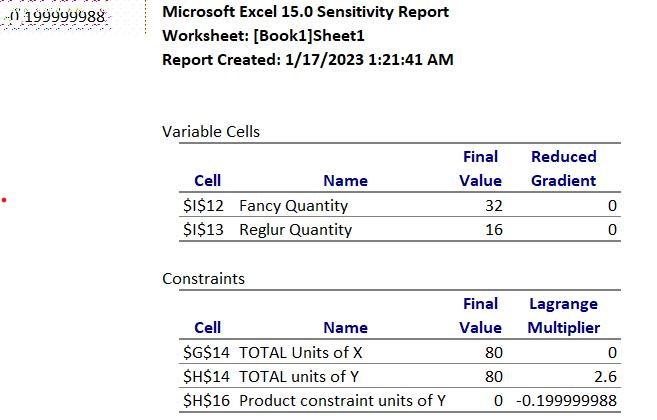 -0.199999988
Microsoft Excel 15.0 Sensitivity Report
Worksheet: [Book1]Sheet1
Report Created: 1/17/2023 1:21:41 AM
Variable Cells
Final Reduced
Cell Name Value Gradient
$I$12 Fancy Quantity 32 0
$I$13 Reglur Quantity 16 0
Constraints
Final Lagrange
Cell Name Value Multiplier
$G$14 TOTAL Units of X 80 0
$H$14 TOTAL units of Y 80 2.6
$H$16 Product constraint units of Y 0 -0.199999988